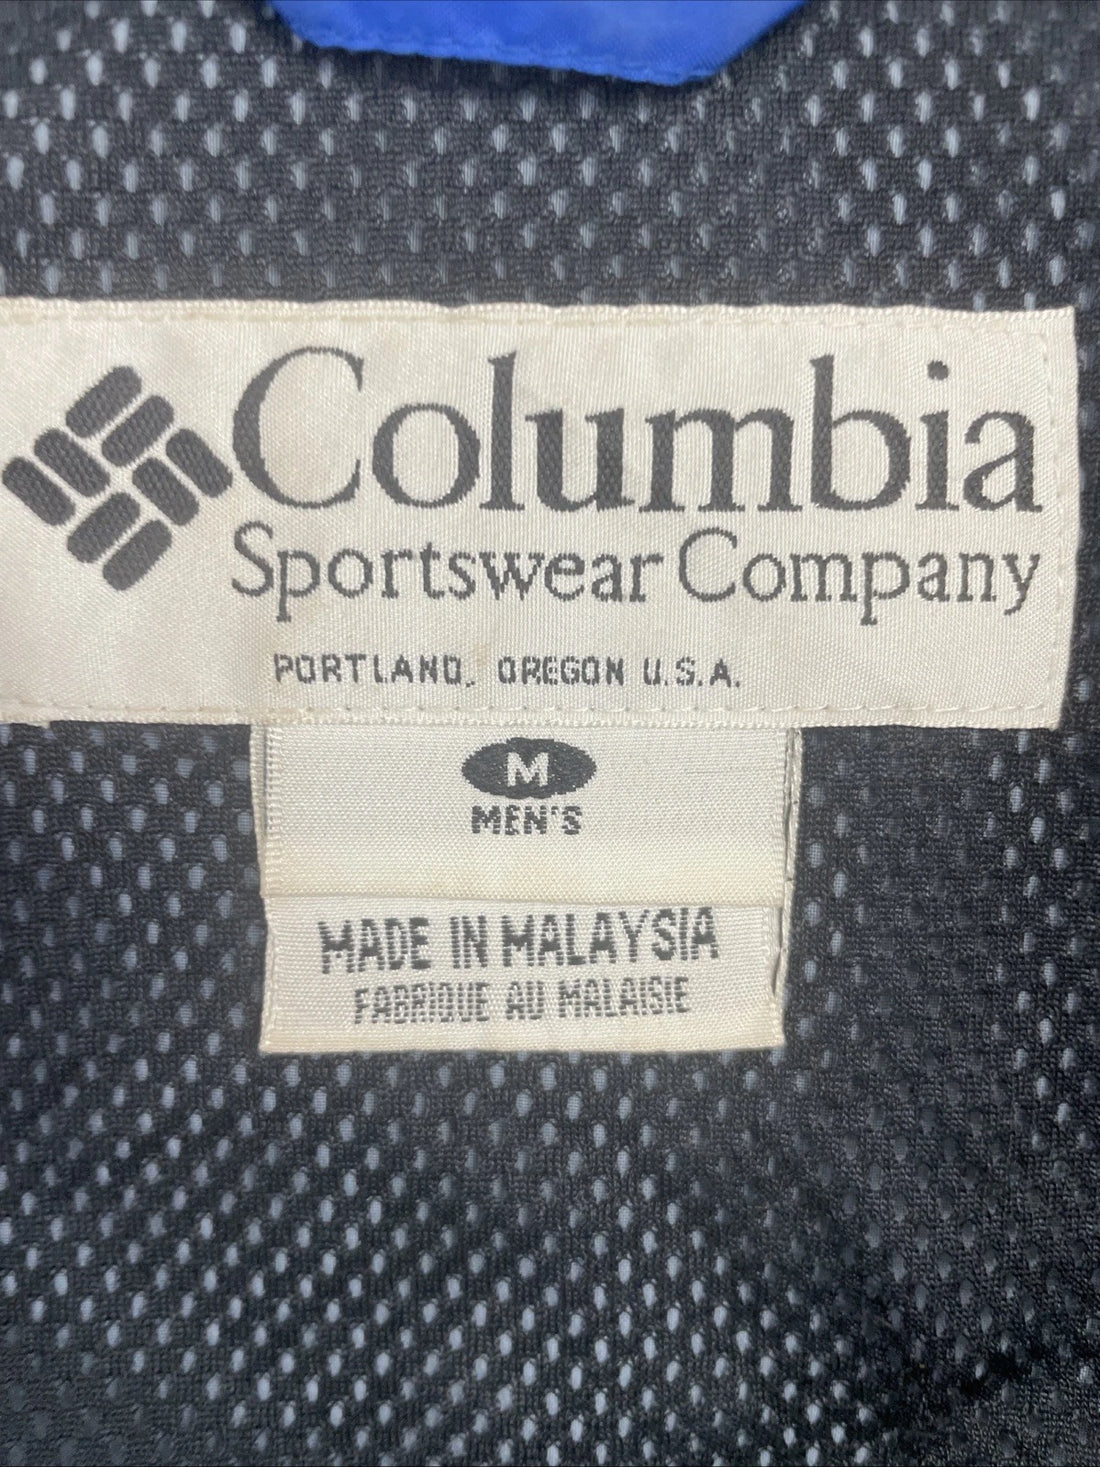 Columbia
Sportswear Company
PORTLAND, OREGON U.S.A.
M
MEN'S
MADE IN MALAYSIA
FABRIQUE AU MALAISIE